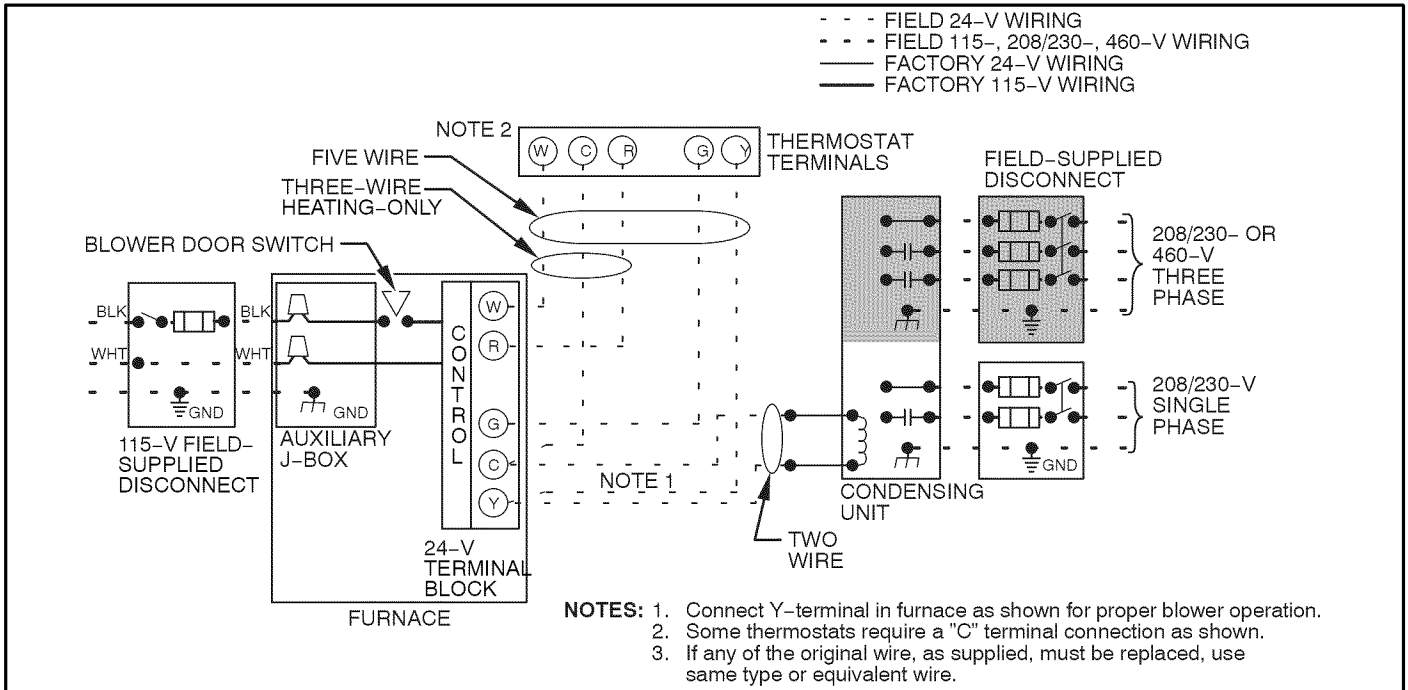 FIELD 24-V WIRING
FIELD 115-, 208/230-, 460-V WIRING
FACTORY 24-V WIRING
FACTORY 115-V WIRING
NOTE 2
W C R G Y
THERMOSTAT
TERMINALS
FIVE WIRE
THREE-WIRE
HEATING-ONLY
BLOWER DOOR SWITCH
FIELD-SUPPLIED
DISCONNECT
208/230- OR
460-V
THREE
PHASE
BLK
WHT
GND
115-V FIELD-
SUPPLIED
DISCONNECT
BLK
WHT
GND
AUXILIARY
J-BOX
CONTROL
W
R
G
C
Y
24-V
TERMINAL
BLOCK
FURNACE
NOTE 1
TWO
WIRE
CONDENSING
UNIT
GND
208/230-V
SINGLE
PHASE
NOTES: 1. Connect Y-terminal in furnace as shown for proper blower operation.
2. Some thermostats require a "C" terminal connection as shown.
3. If any of the original wire, as supplied, must be replaced, use
same type or equivalent wire.